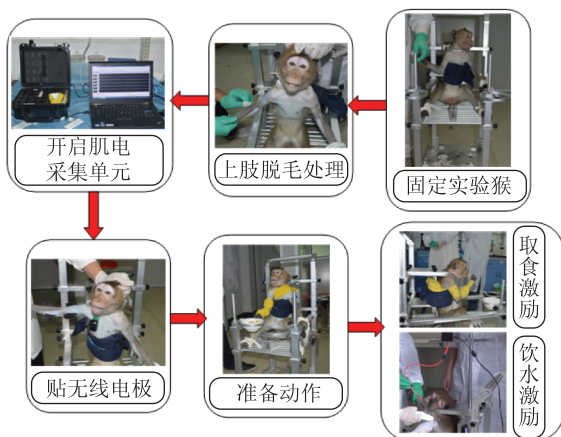 固定实验猴
上肢脱毛处理
开启肌电
采集单元
贴无线电极
准备动作
取食激励
饮水激励